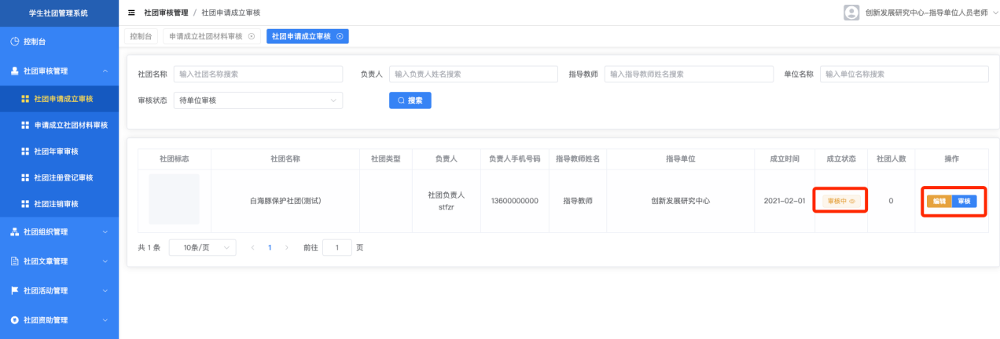 学生社团管理系统
社团审核管理 / 社团申请成立审核
创新发展研究中心-指导单位人员老师
控制台
申请成立社团材料审核
社团申请成立审核
控制台
社团审核管理
社团申请成立审核
申请成立社团材料审核
社团年审审核
社团注册登记审核
社团注销审核
社团组织管理
社团文章管理
社团活动管理
社团资助管理
社团名称 输入社团名称搜索 负责人 输入负责人姓名搜索 指导教师 输入指导教师姓名搜索 单位名称 输入单位名称搜索
审核状态 待单位审核 搜索
社团标志 社团名称 社团类型 负责人 负责人手机号码 指导教师姓名 指导单位 成立时间 成立状态 社团人数 操作
白海豚保护社团(测试) 社团负责人 13600000000 指导教师 创新发展研究中心 2021-02-01 审核中 0 编辑 审核
stfzr
共 1 条 10条/页 1 前往 1 页